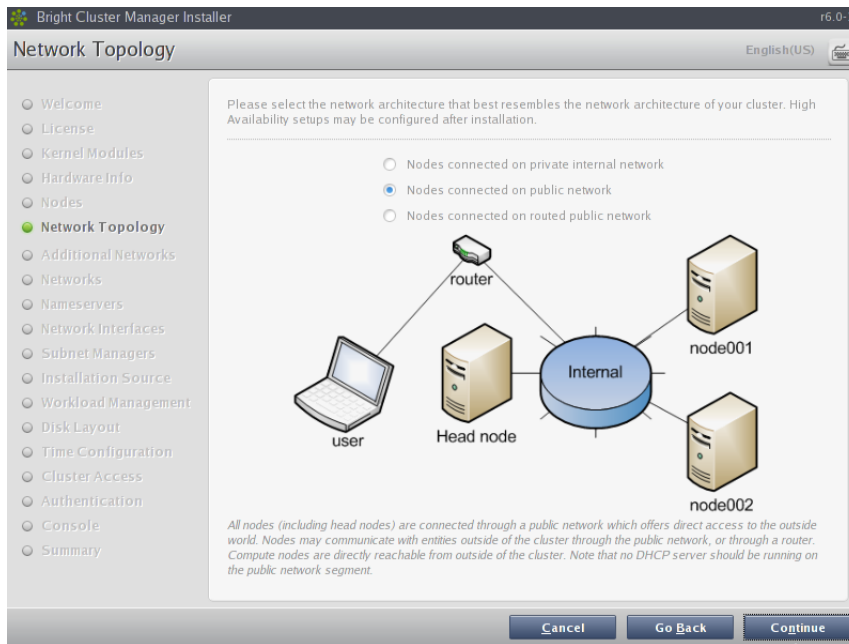 Bright Cluster Manager Installer
r6.0-
Network Topology
English(US)
Welcome
License
Kernel Modules
Hardware Info
Nodes
Network Topology
Additional Networks
Networks
Nameservers
Network Interfaces
Subnet Managers
Installation Source
Workload Management
Disk Layout
Time Configuration
Cluster Access
Authentication
Console
Summary
Please select the network architecture that best resembles the network architecture of your cluster. High
Availability setups may be configured after installation.
Nodes connected on private internal network
Nodes connected on public network
Nodes connected on routed public network
router
node001
Internal
user
Head node
node002
All nodes (including head nodes) are connected through a public network which offers direct access to the outside
world. Nodes may communicate with entities outside of the cluster through the public network, or through a router.
Compute nodes are directly reachable from outside of the cluster. Note that no DHCP server should be running on
the public network segment.
Cancel
Go Back
Continue